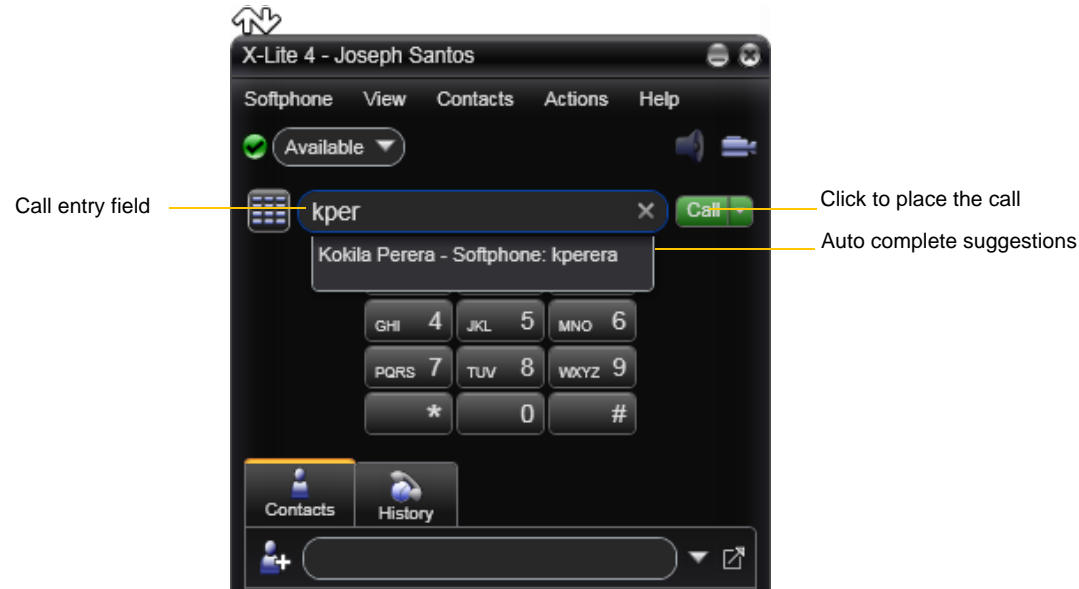 X-Lite 4 - Joseph Santos
Softphone View Contacts Actions Help
Available
Call entry field
kper
Call
Click to place the call
Auto complete suggestions
Kokila Perera - Softphone: kperera
GHI 4 JKL 5 MNO 6
PQRS 7 TUV 8 WXYZ 9
* 0 #
Contacts History